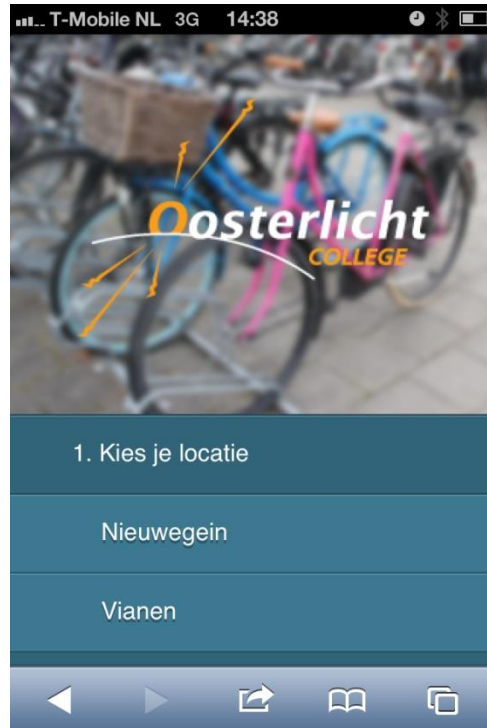 T-Mobile NL 3G 14:38
Oosterlicht
COLLEGE
1. Kies je locatie
Nieuwegein
Vianen